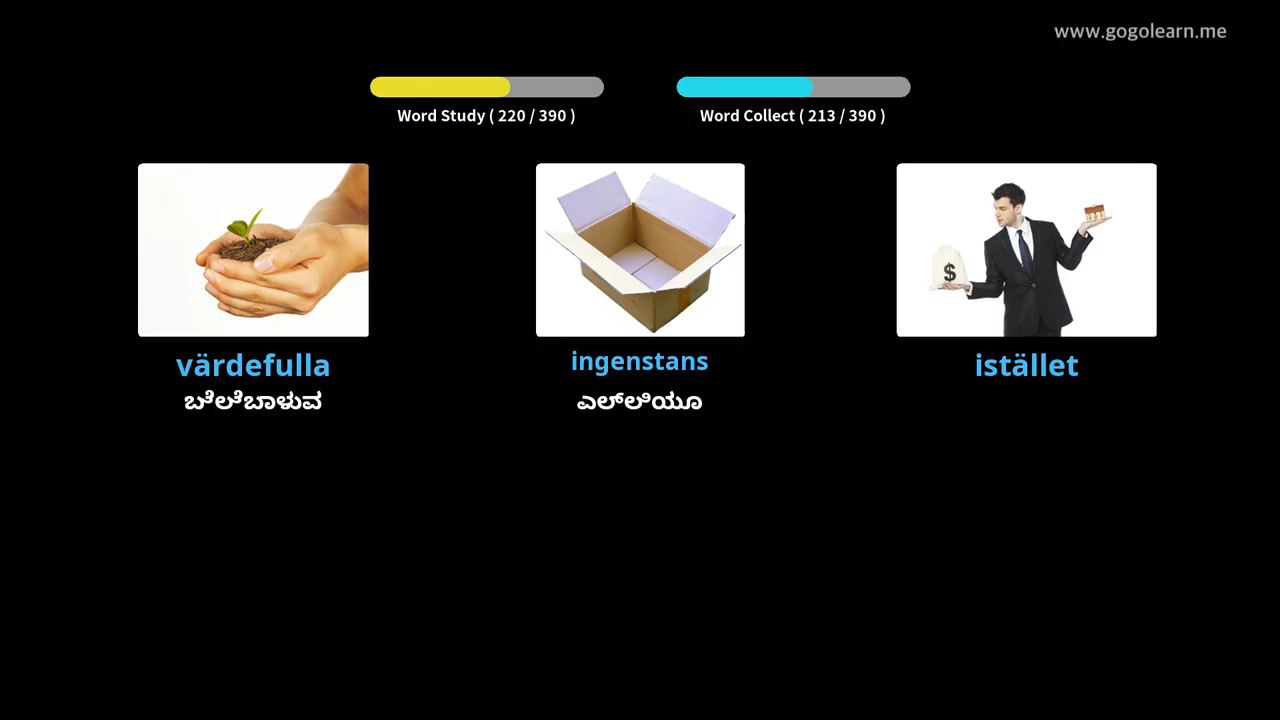 www.gogolearn.me
Word Study ( 220 / 390 )
Word Collect ( 213 / 390 )
värdefulla
ಬೆಲೆಬಾಳುವ
ingenstans
ಎಲ್ಲಿಯೂ
istället
$